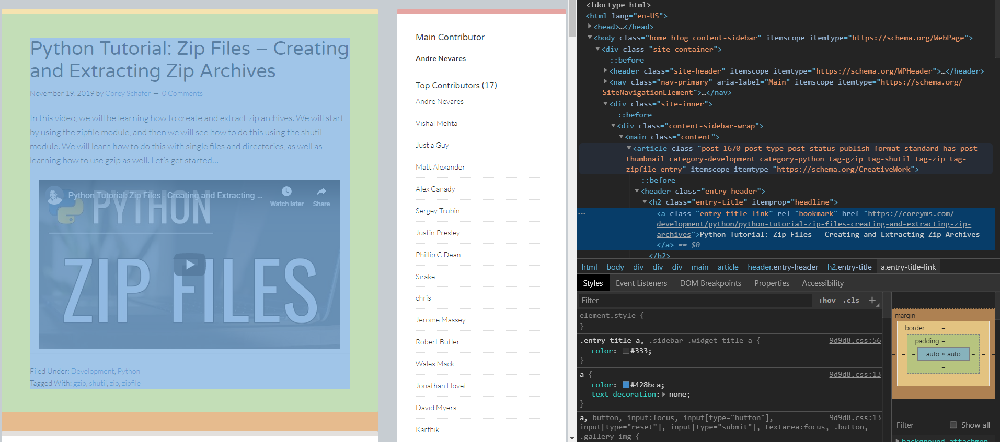 Python Tutorial: Zip Files – Creating
and Extracting Zip Archives
November 19, 2019 by Corey Schafer — 0 Comments
In this video, we will be learning how to create and extract zip archives. We will start
by using the zipfile module, and then we will see how to do this using the shutil
module. We will learn how to do this with single files and directories, as well as
learning how to use gzip as well. Let's get started…
Python Tutorial: Zip Files - Creating and Extracting ...
Watch later
Share
PYTHON
ZIP FILES
Filed Under: Development, Python
Tagged With: gzip, shutil, zip, zipfile
Main Contributor
Andre Nevares
Top Contributors (17)
Andre Nevares
Vishal Mehta
Just a Guy
Matt Alexander
Alex Canady
Sergey Trubin
Justin Presley
Phillip C Dean
Sirake
chris
Jerome Massey
Robert Butler
Wales Mack
Jonathan Llovet
David Myers
Karthik
<!doctype html>
<html lang="en-US">
<head>…</head>
<body class="home blog content-sidebar" itemscope itemtype="https://schema.org/WebPage">
<div class="site-container">
::before
<header class="site-header" itemscope itemtype="https://schema.org/WPHeader">…</header>
<nav class="nav-primary" aria-label="Main" itemscope itemtype="https://schema.org/
SiteNavigationElement">…</nav>
<div class="site-inner">
::before
<div class="content-sidebar-wrap">
<main class="content">
<article class="post-1670 post type-post status-publish format-standard has-post-
thumbnail category-development category-python tag-gzip tag-shutil tag-zip tag-
zipfile entry" itemscope itemtype="https://schema.org/CreativeWork">
::before
<header class="entry-header">
<h2 class="entry-title" itemprop="headline">
<a class="entry-title-link" rel="bookmark" href="https://coreyms.com/
development/python/python-tutorial-zip-files-creating-and-extracting-zip-
archives">Python Tutorial: Zip Files – Creating and Extracting Zip Archives
</a> == $0
</h2>
html body div div div main article header.entry-header h2.entry-title a.entry-title-link
Styles Event Listeners DOM Breakpoints Properties Accessibility
Filter :hov .cls +
element.style {
}
.entry-title a, .sidebar .widget-title a { 9d9d8.css:56
color: #333;
}
a { 9d9d8.css:13
color: #428bca;
text-decoration: none;
}
a, button, input:focus, input[type="button"], 9d9d8.css:13
input[type="reset"], input[type="submit"], textarea:focus, .button,
.gallery img {
margin –
border –
padding –
– – – auto × auto – – –
–
–
–
Filter Show all
background-attachmen